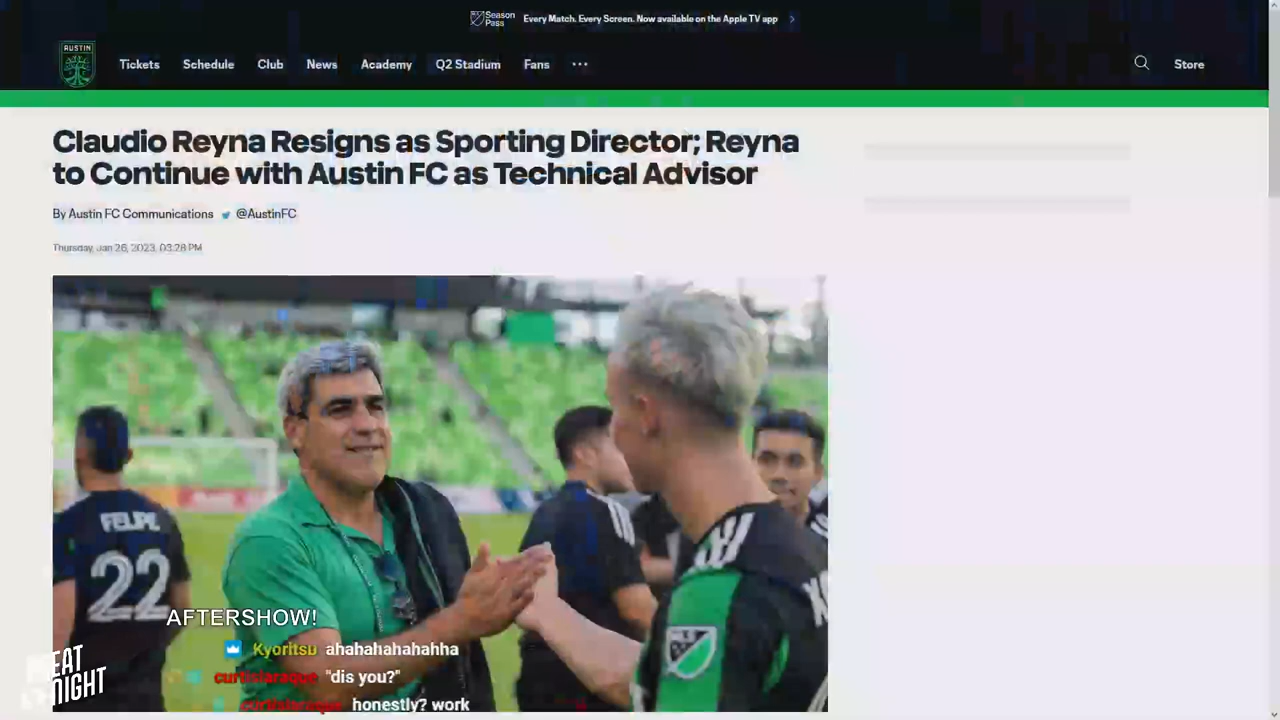 Season
Pass
Every Match. Every Screen. Now available on the Apple TV app
AUSTIN
Tickets
Schedule
Club
News
Academy
Q2 Stadium
Fans
Store
Claudio Reyna Resigns as Sporting Director; Reyna
to Continue with Austin FC as Technical Advisor
By Austin FC Communications @AustinFC
Thursday, Jan 26, 2023, 03:28 PM
FELIPE
22
MLS
AFTERSHOW!
Kyoritsu ahahahahahahha
curtislaraque "dis you?"
curtislaraque honestly? work
EAT
NIGHT